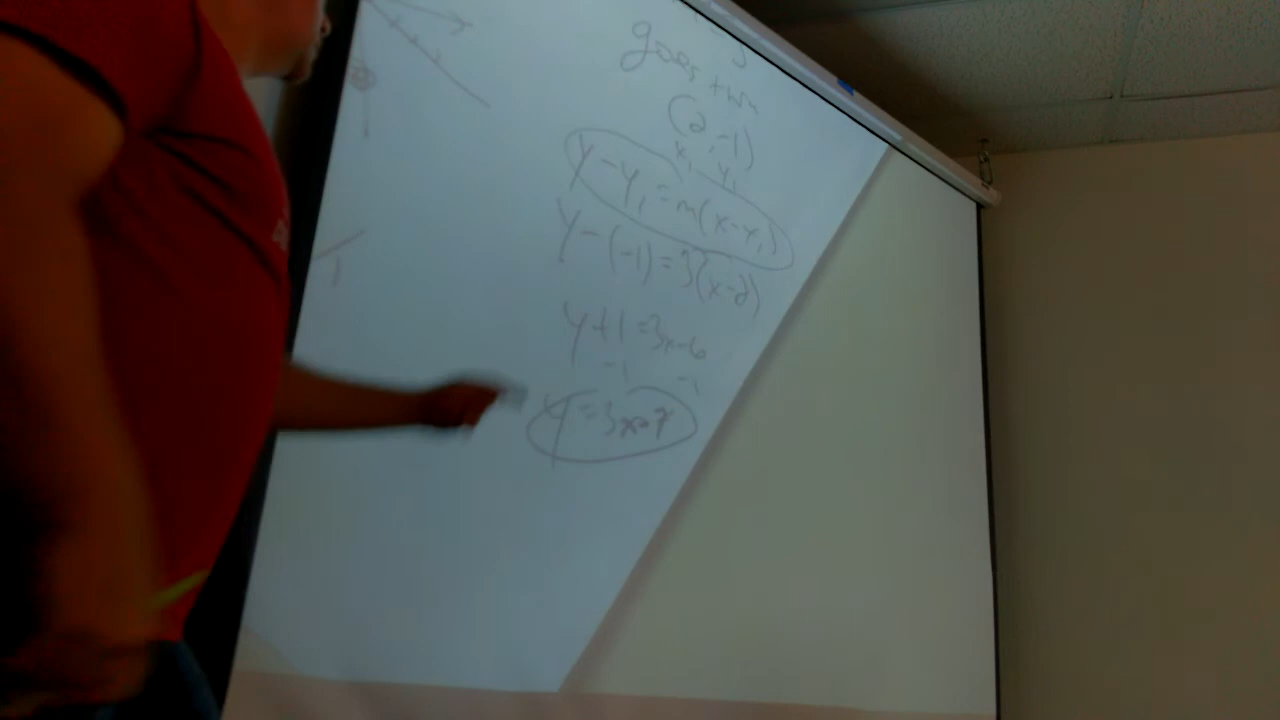 goes thru
(2, -1)
x₁, y₁
y - y₁ = m(x - x₁)
y - (-1) = 3(x - 2)
y + 1 = 3x - 6
-1 -1
y = 3x - 7